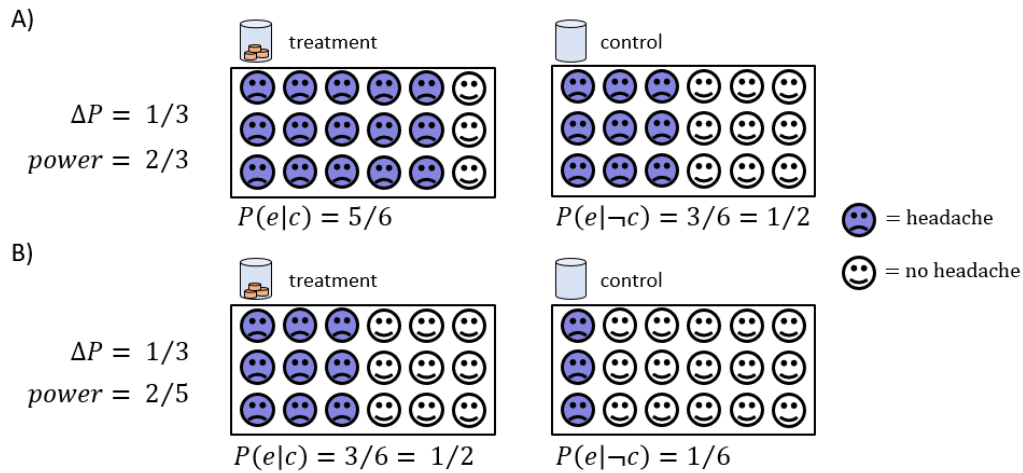 A)
treatment
control
ΔP = 1/3
power = 2/3
P(e|c) = 5/6
P(e|¬c) = 3/6 = 1/2
= headache
= no headache
B)
treatment
control
ΔP = 1/3
power = 2/5
P(e|c) = 3/6 = 1/2
P(e|¬c) = 1/6